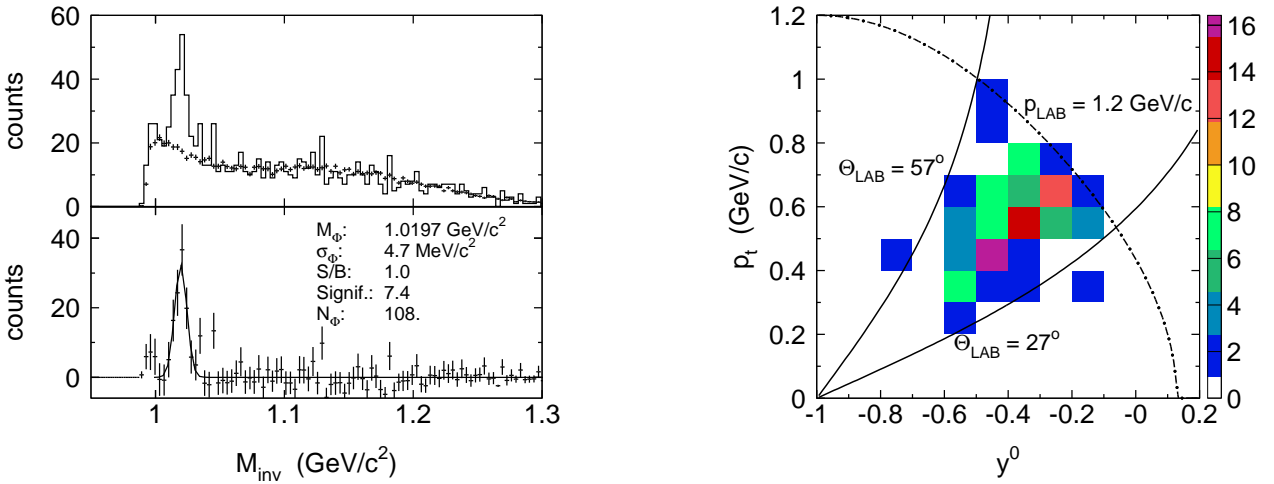 60
40
20
0
counts
M_Φ: 1.0197 GeV/c²
σ_Φ: 4.7 MeV/c²
S/B: 1.0
Signif.: 7.4
N_Φ: 108.
40
20
0
counts
1 1.1 1.2 1.3
M_inv (GeV/c²)
1.2
1
0.8
0.6
0.4
0.2
0
p_t (GeV/c)
p_LAB = 1.2 GeV/c
Θ_LAB = 57°
Θ_LAB = 27°
-1 -0.8 -0.6 -0.4 -0.2 -0 0.2
y⁰
16
14
12
10
8
6
4
2
0